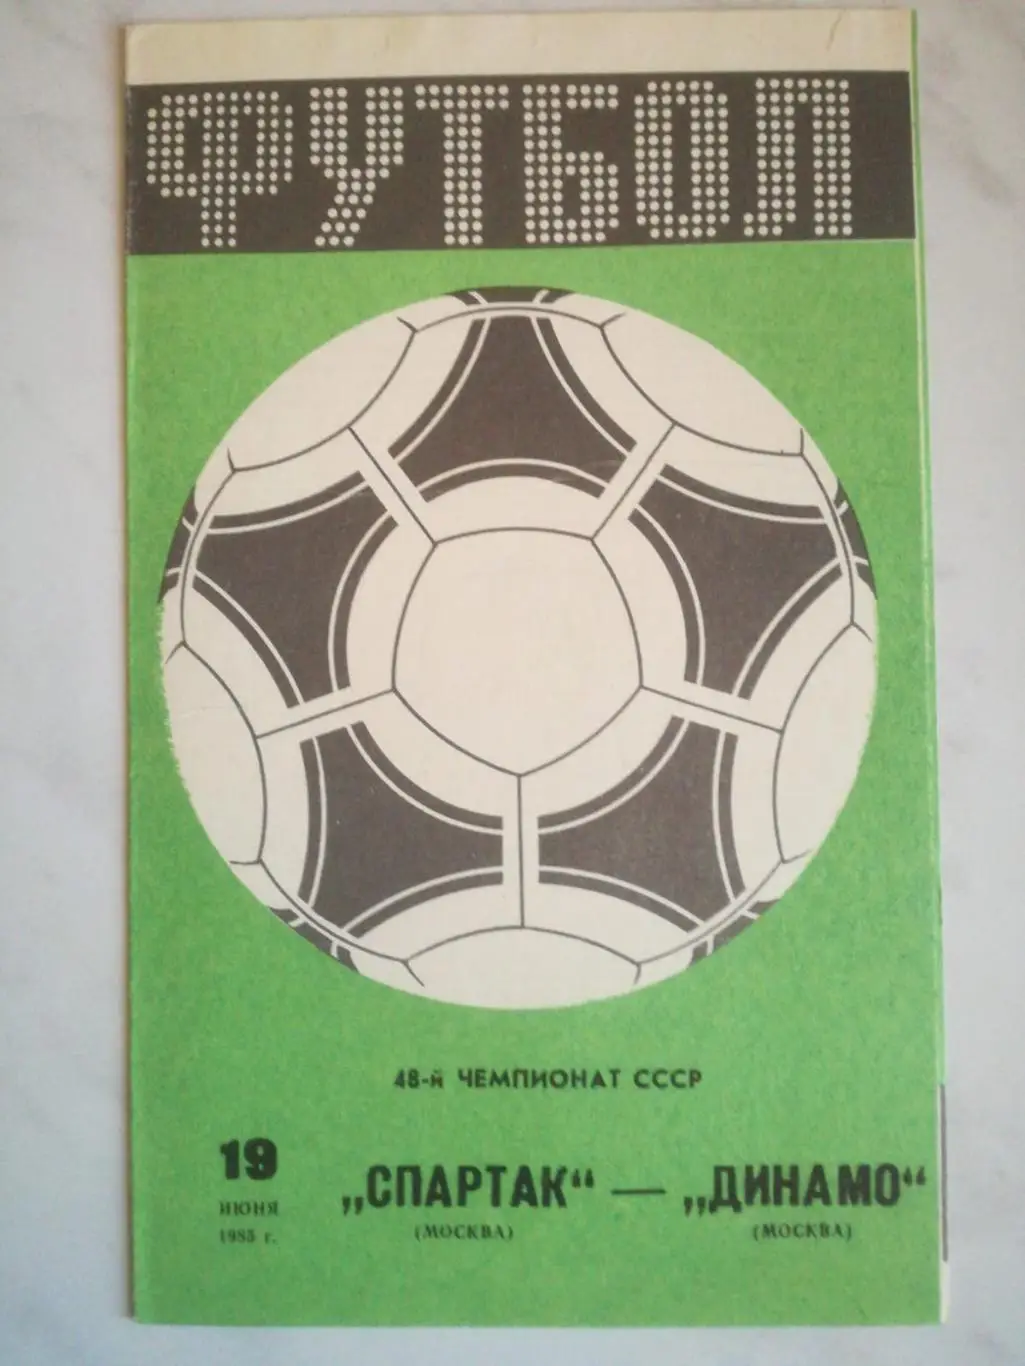 ФУТБОЛ
48-й ЧЕМПИОНАТ СССР
19
ИЮНЯ
1985 г.
„СПАРТАК“ — „ДИНАМО“
(МОСКВА) (МОСКВА)